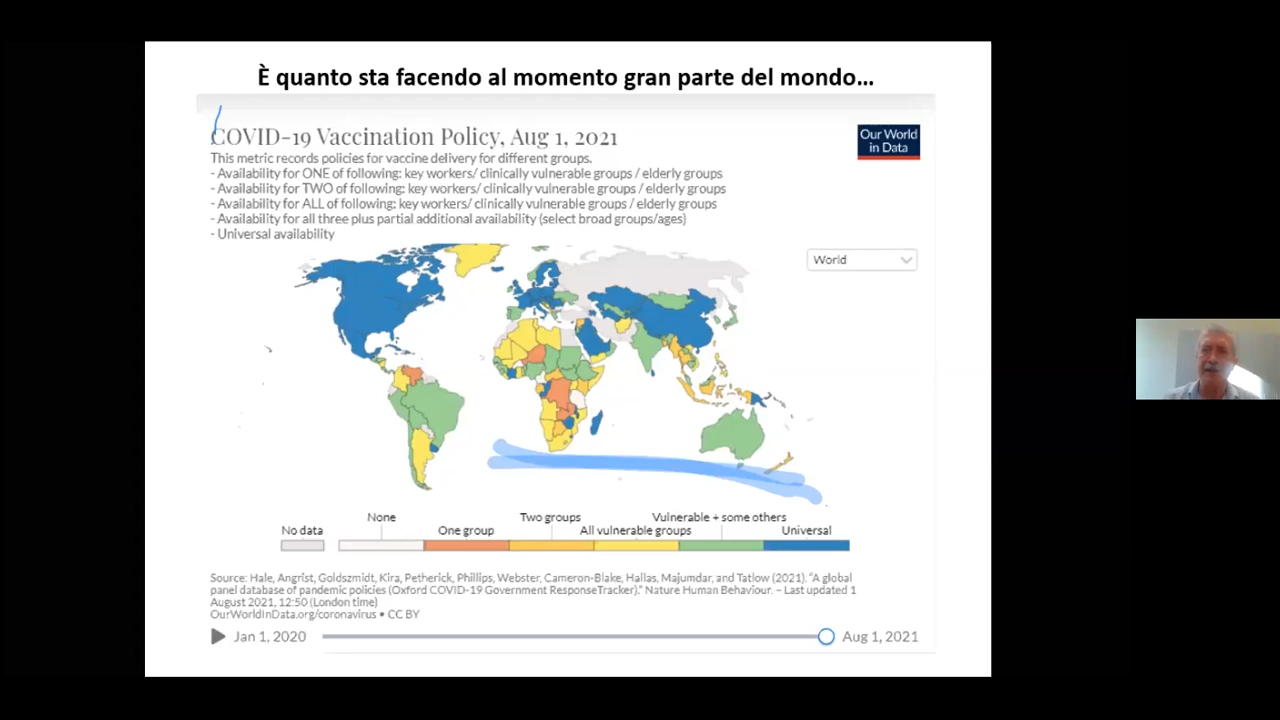 È quanto sta facendo al momento gran parte del mondo...
COVID-19 Vaccination Policy, Aug 1, 2021
Our World
in Data
This metric records policies for vaccine delivery for different groups.
- Availability for ONE of following: key workers/ clinically vulnerable groups / elderly groups
- Availability for TWO of following: key workers/ clinically vulnerable groups / elderly groups
- Availability for ALL of following: key workers/ clinically vulnerable groups / elderly groups
- Availability for all three plus partial additional availability (select broad groups/ages)
- Universal availability
World
No data
None
One group
Two groups
All vulnerable groups
Vulnerable + some others
Universal
Source: Hale, Angrist, Goldszmidt, Kira, Petherick, Phillips, Webster, Cameron-Blake, Hallas, Majumdar, and Tatlow (2021). "A global
panel database of pandemic policies (Oxford COVID-19 Government ResponseTracker)." Nature Human Behaviour. – Last updated 1
August 2021, 12:50 (London time)
OurWorldInData.org/coronavirus • CC BY
Jan 1, 2020
Aug 1, 2021